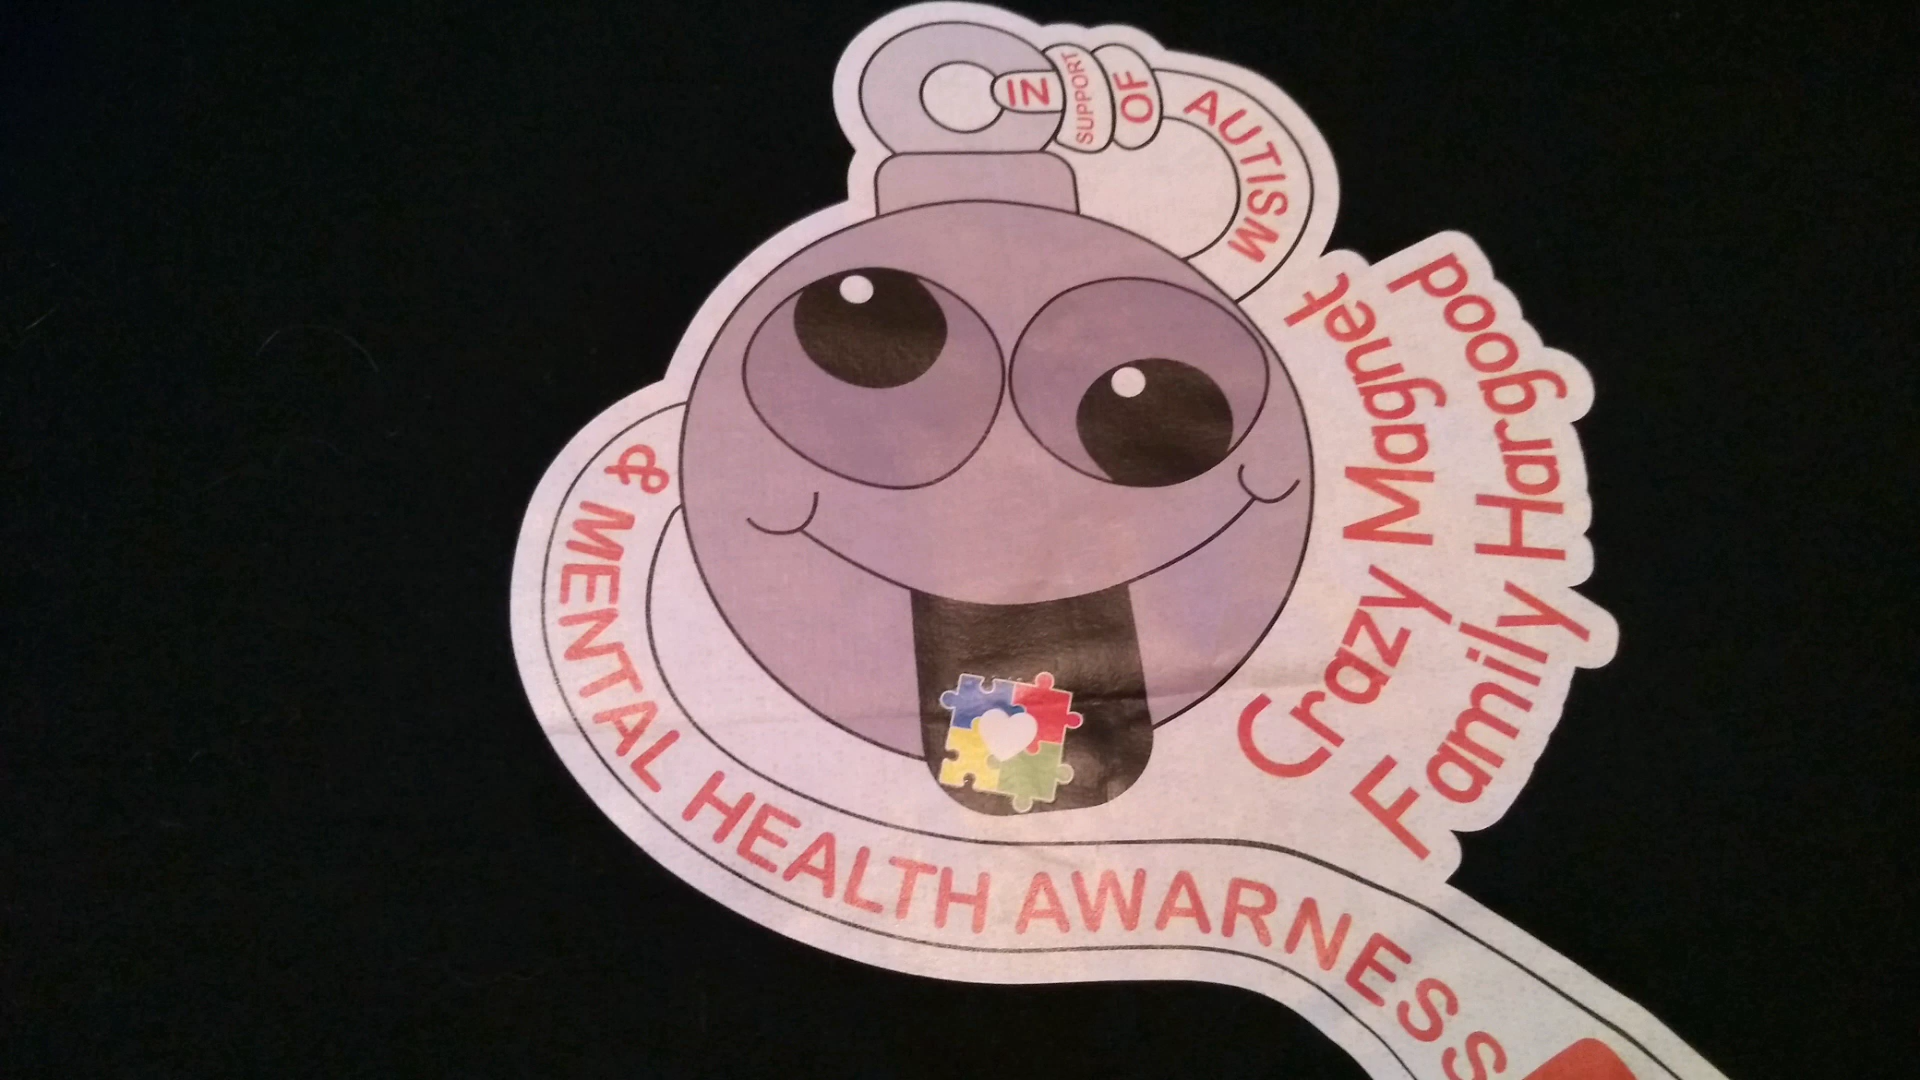 IN
SUPPORT
OF
AUTISM
& MENTAL HEALTH AWARNESS
Crazy Magnet
Family Hargood